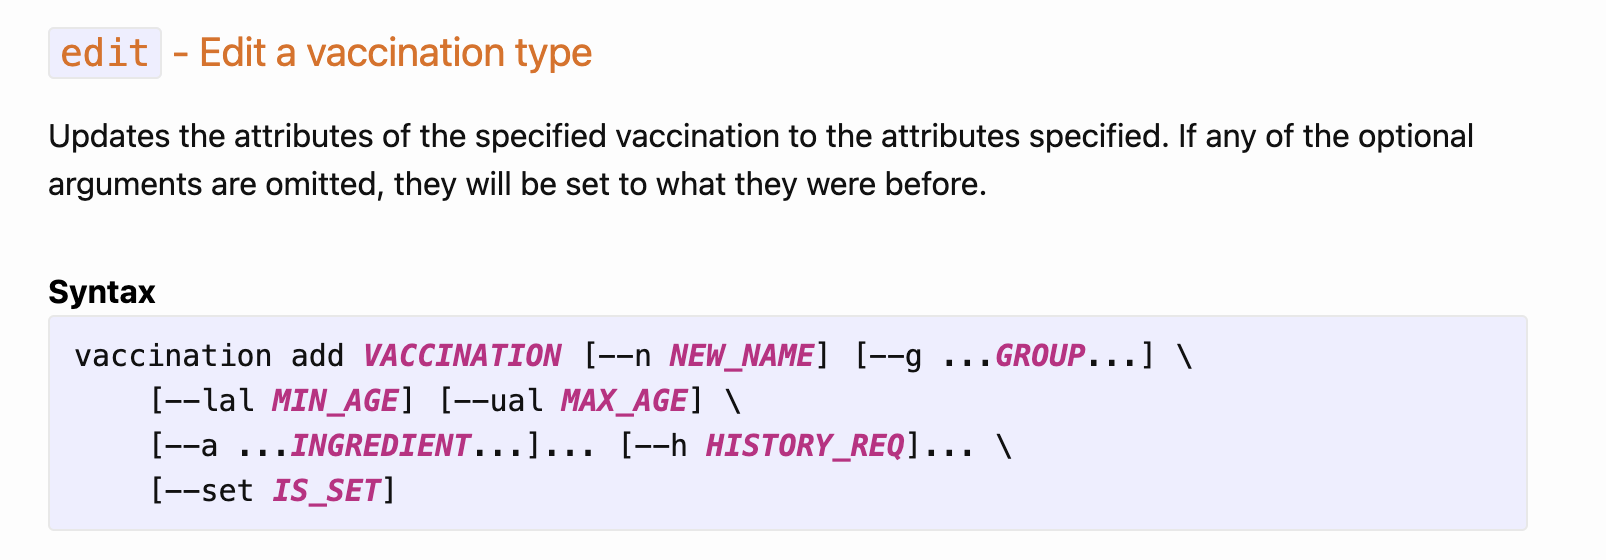 edit - Edit a vaccination type
Updates the attributes of the specified vaccination to the attributes specified. If any of the optional
arguments are omitted, they will be set to what they were before.
Syntax
vaccination add VACCINATION [--n NEW_NAME] [--g ...GROUP...] \
[--lal MIN_AGE] [--ual MAX_AGE] \
[--a ...INGREDIENT...]... [--h HISTORY_REQ]... \
[--set IS_SET]